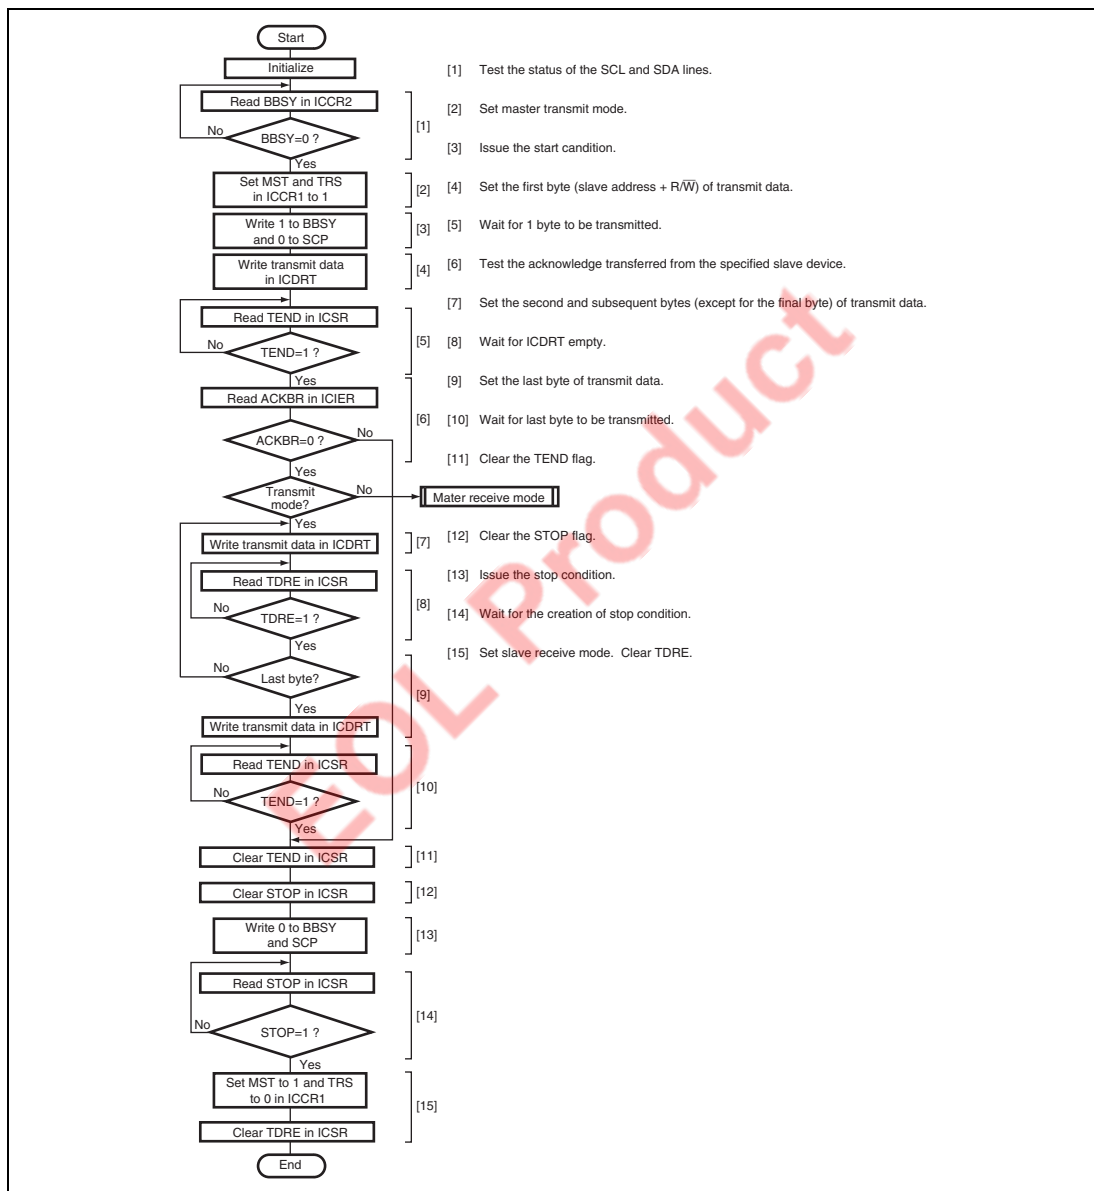 Start
Initialize
Read BBSY in ICCR2
No
BBSY=0 ?
[1]
Yes
Set MST and TRS
in ICCR1 to 1
[2]
Write 1 to BBSY
and 0 to SCP
[3]
Write transmit data
in ICDRT
[4]
Read TEND in ICSR
No
TEND=1 ?
[5]
Yes
Read ACKBR in ICIER
[6]
ACKBR=0 ?
No
Yes
Transmit
mode?
No
Mater receive mode
Yes
Write transmit data in ICDRT
[7]
Read TDRE in ICSR
No
TDRE=1 ?
[8]
Yes
No
Last byte?
[9]
Yes
Write transmit data in ICDRT
Read TEND in ICSR
No
TEND=1 ?
[10]
Yes
Clear TEND in ICSR
[11]
Clear STOP in ICSR
[12]
Write 0 to BBSY
and SCP
[13]
Read STOP in ICSR
No
STOP=1 ?
[14]
Yes
Set MST to 1 and TRS
to 0 in ICCR1
[15]
Clear TDRE in ICSR
End
[1] Test the status of the SCL and SDA lines.
[2] Set master transmit mode.
[3] Issue the start candition.
[4] Set the first byte (slave address + R/W̅) of transmit data.
[5] Wait for 1 byte to be transmitted.
[6] Test the acknowledge transferred from the specified slave device.
[7] Set the second and subsequent bytes (except for the final byte) of transmit data.
[8] Wait for ICDRT empty.
[9] Set the last byte of transmit data.
[10] Wait for last byte to be transmitted.
[11] Clear the TEND flag.
[12] Clear the STOP flag.
[13] Issue the stop condition.
[14] Wait for the creation of stop condition.
[15] Set slave receive mode. Clear TDRE.
EOL Product